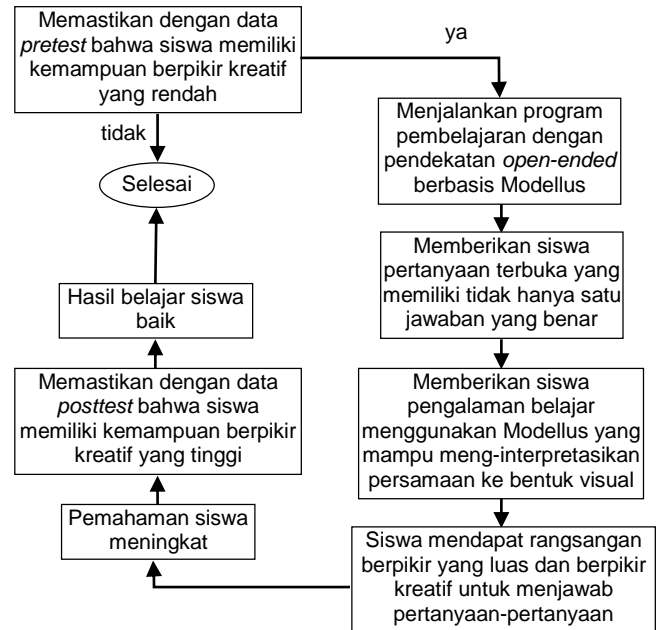 Memastikan dengan data
pretest bahwa siswa memiliki
kemampuan berpikir kreatif
yang rendah
ya
tidak
Selesai
Menjalankan program
pembelajaran dengan
pendekatan open-ended
berbasis Modellus
Memberikan siswa
pertanyaan terbuka yang
memiliki tidak hanya satu
jawaban yang benar
Memberikan siswa
pengalaman belajar
menggunakan Modellus yang
mampu meng-interpretasikan
persamaan ke bentuk visual
Siswa mendapat rangsangan
berpikir yang luas dan berpikir
kreatif untuk menjawab
pertanyaan-pertanyaan
Pemahaman siswa
meningkat
Memastikan dengan data
posttest bahwa siswa
memiliki kemampuan berpikir
kreatif yang tinggi
Hasil belajar siswa
baik